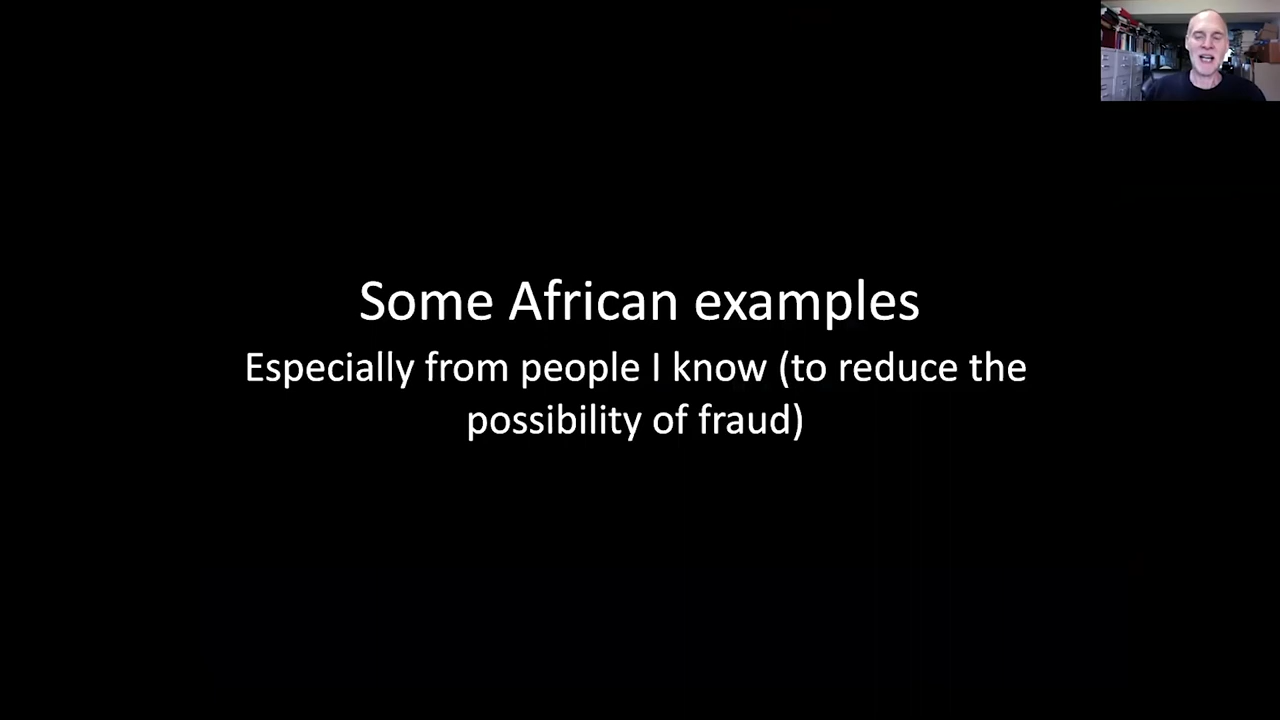 Some African examples
Especially from people I know (to reduce the
possibility of fraud)